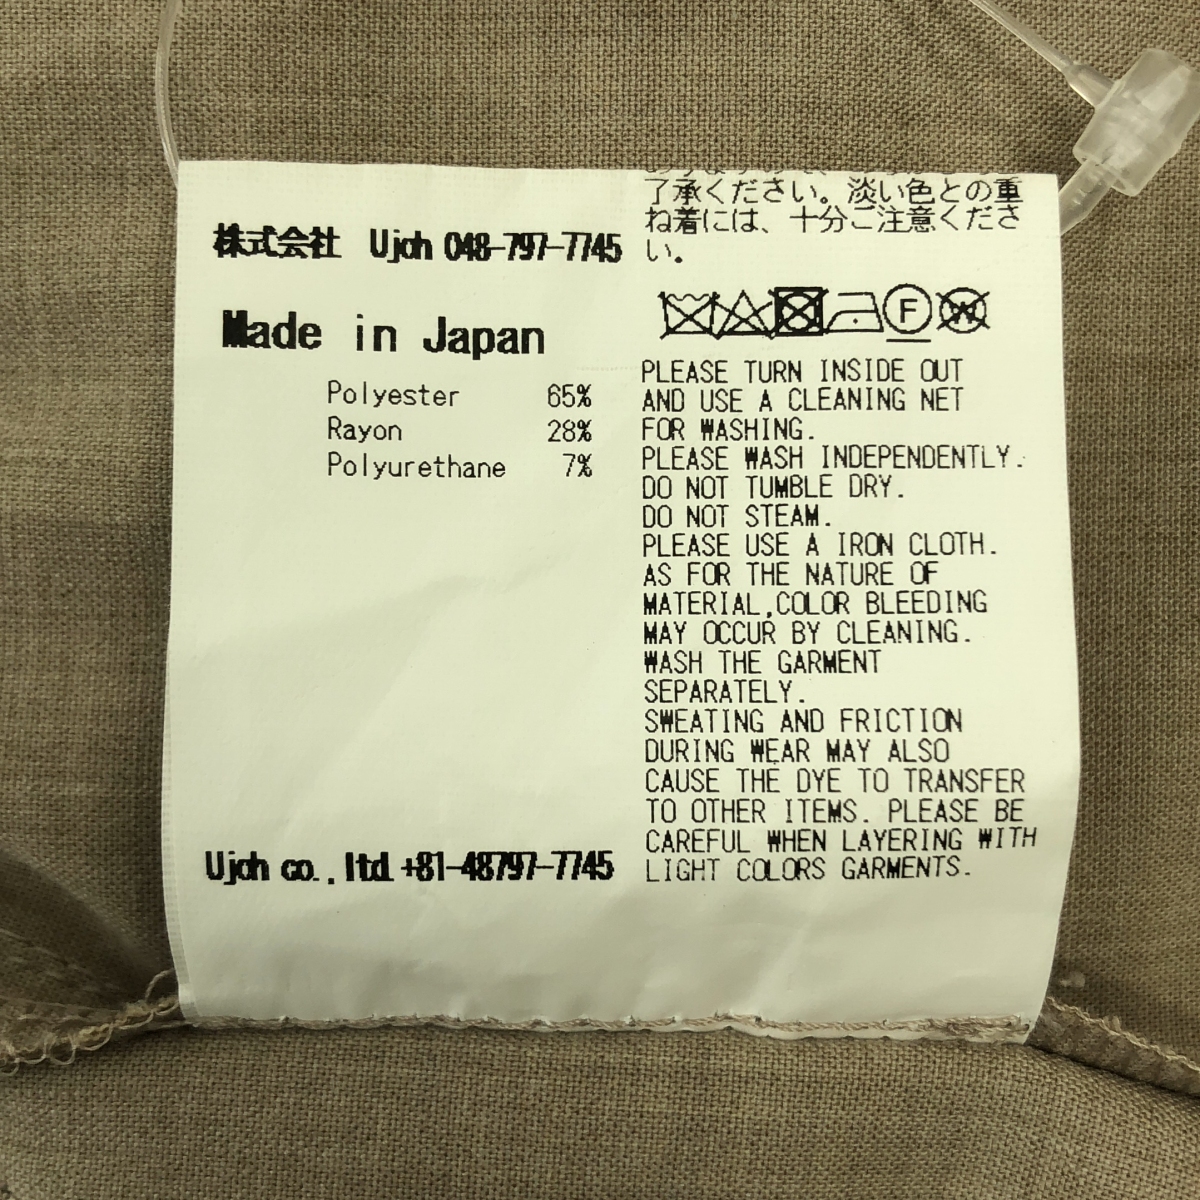 株式会社 Ujoh 048-797-7745
Made in Japan
Polyester 65%
Rayon 28%
Polyurethane 7%
Ujoh co., ltd. +81-48797-7745
了承ください。淡い色との重
ね着には、十分ご注意くださ
い。
F W
PLEASE TURN INSIDE OUT
AND USE A CLEANING NET
FOR WASHING.
PLEASE WASH INDEPENDENTLY.
DO NOT TUMBLE DRY.
DO NOT STEAM.
PLEASE USE A IRON CLOTH.
AS FOR THE NATURE OF
MATERIAL,COLOR BLEEDING
MAY OCCUR BY CLEANING.
WASH THE GARMENT
SEPARATELY.
SWEATING AND FRICTION
DURING WEAR MAY ALSO
CAUSE THE DYE TO TRANSFER
TO OTHER ITEMS. PLEASE BE
CAREFUL WHEN LAYERING WITH
LIGHT COLORS GARMENTS.